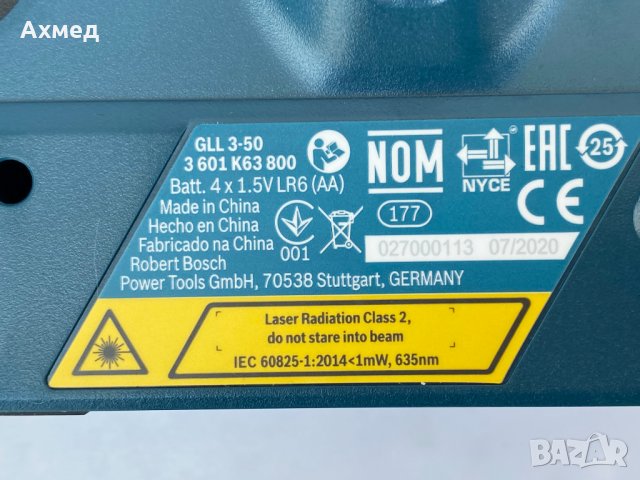 Ахмед
GLL 3-50
3 601 K63 800
Batt. 4 x 1.5V LR6 (AA)
Made in China
Hecho en China
Fabricado na China
Robert Bosch
Power Tools GmbH, 70538 Stuttgart, GERMANY
001
NOM
NYCE
EAC
25
177
CE
027000113 07/2020
Laser Radiation Class 2,
do not stare into beam
IEC 60825-1:2014<1mW, 635nm
BAZAR